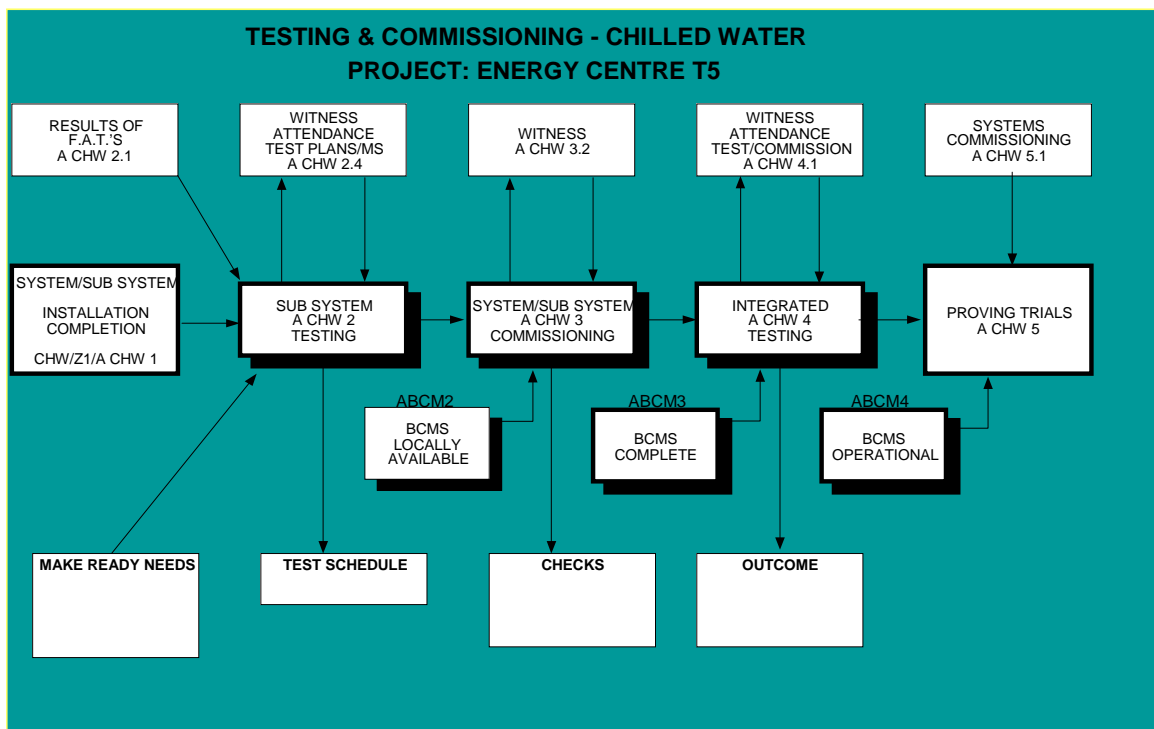 TESTING & COMMISSIONING - CHILLED WATER
PROJECT: ENERGY CENTRE T5
RESULTS OF
F.A.T.'S
A CHW 2.1
WITNESS
ATTENDANCE
TEST PLANS/MS
A CHW 2.4
WITNESS
A CHW 3.2
WITNESS
ATTENDANCE
TEST/COMMISSION
A CHW 4.1
SYSTEMS
COMMISSIONING
A CHW 5.1
SYSTEM/SUB SYSTEM
INSTALLATION
COMPLETION
CHW/Z1/A CHW 1
SUB SYSTEM
A CHW 2
TESTING
SYSTEM/SUB SYSTEM
A CHW 3
COMMISSIONING
INTEGRATED
A CHW 4
TESTING
PROVING TRIALS
A CHW 5
ABCM2
BCMS
LOCALLY
AVAILABLE
ABCM3
BCMS
COMPLETE
ABCM4
BCMS
OPERATIONAL
MAKE READY NEEDS
TEST SCHEDULE
CHECKS
OUTCOME